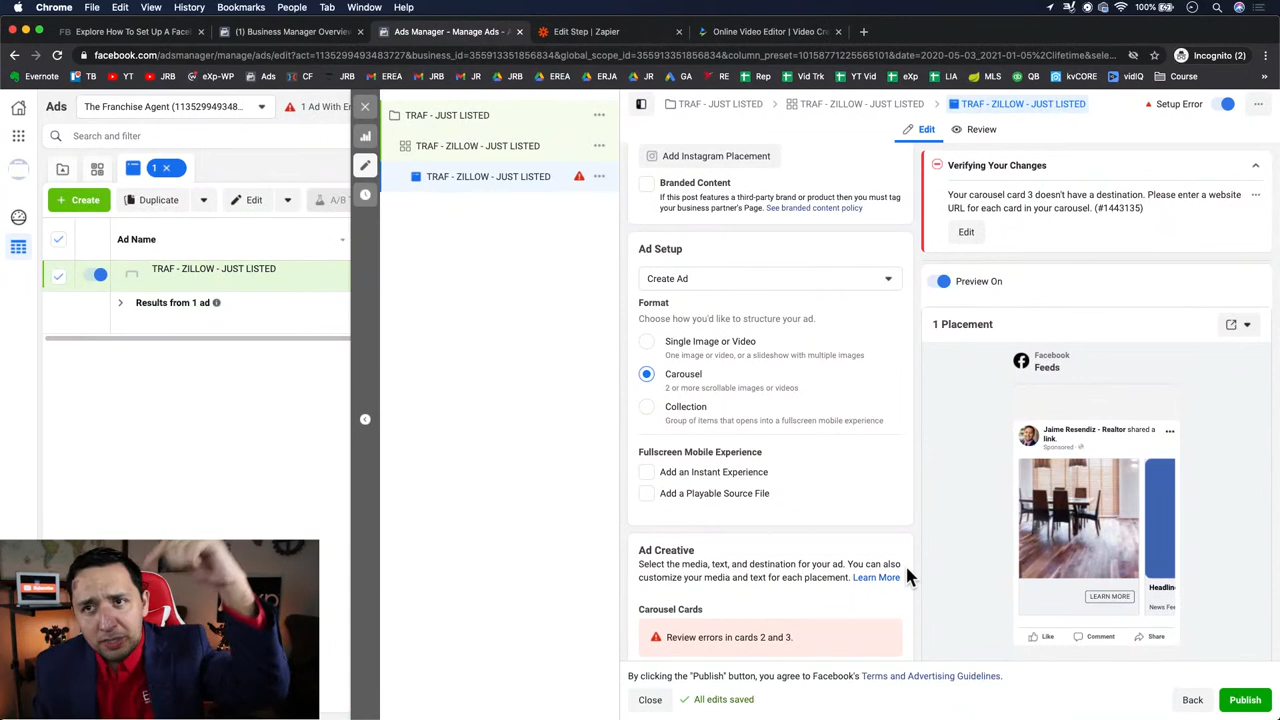 Chrome File Edit View History Bookmarks People Tab Window Help
Explore How To Set Up A Faceb
(1) Business Manager Overview
Ads Manager - Manage Ads - A
Edit Step | Zapier
Online Video Editor | Video Cr
facebook.com/adsmanager/manage/ads/edit?act=1135299493483727&business_id=355991335814680&global_scope_id=355991335814680&column_preset=10158771225565101&date=2020-05-03_2021-01-05%2Clifetime&sele...
Incognito (2)
Evernote JRB YT JRB EMAIL EREA JRB EREA EREA ERJA GA RE EXP YT Vid EXP LIA MLS QB kvCORE vidIQ Course
Ads
The Franchise Agent (113529949348...
1 Ad With Er
Search and filter
1
Create
Duplicate
Edit
A/B
Ad Name
TRAF - ZILLOW - JUST LISTED
Results from 1 ad
TRAF - JUST LISTED
TRAF - ZILLOW - JUST LISTED
TRAF - ZILLOW - JUST LISTED
TRAF - JUST LISTED
TRAF - ZILLOW - JUST LISTED
TRAF - ZILLOW - JUST LISTED
Setup Error
Edit
Review
Add Instagram Placement
Branded Content
If this post features a third-party brand or product then you must tag
your business partner's Page. See branded content policy
Ad Setup
Create Ad
Format
Choose how you'd like to structure your ad.
Single Image or Video
One image or video, or a slideshow with multiple images
Carousel
2 or more scrollable images or videos
Collection
Group of items that opens into a fullscreen mobile experience
Fullscreen Mobile Experience
Add an Instant Experience
Add a Playable Source File
Ad Creative
Select the media, text, and destination for your ad. You can also
customize your media and text for each placement. Learn More
Carousel Cards
Review errors in cards 2 and 3.
Verifying Your Changes
Your carousel card 3 doesn't have a destination. Please enter a website
URL for each card in your carousel. (#1443135)
Edit
Preview On
1 Placement
Facebook
Feeds
Jaime Resendiz - Realtor shared a
link.
Sponsored
LEARN MORE
Headlin
News Fee
Like
Comment
Share
By clicking the "Publish" button, you agree to Facebook's Terms and Advertising Guidelines.
Close
All edits saved
Back
Publish